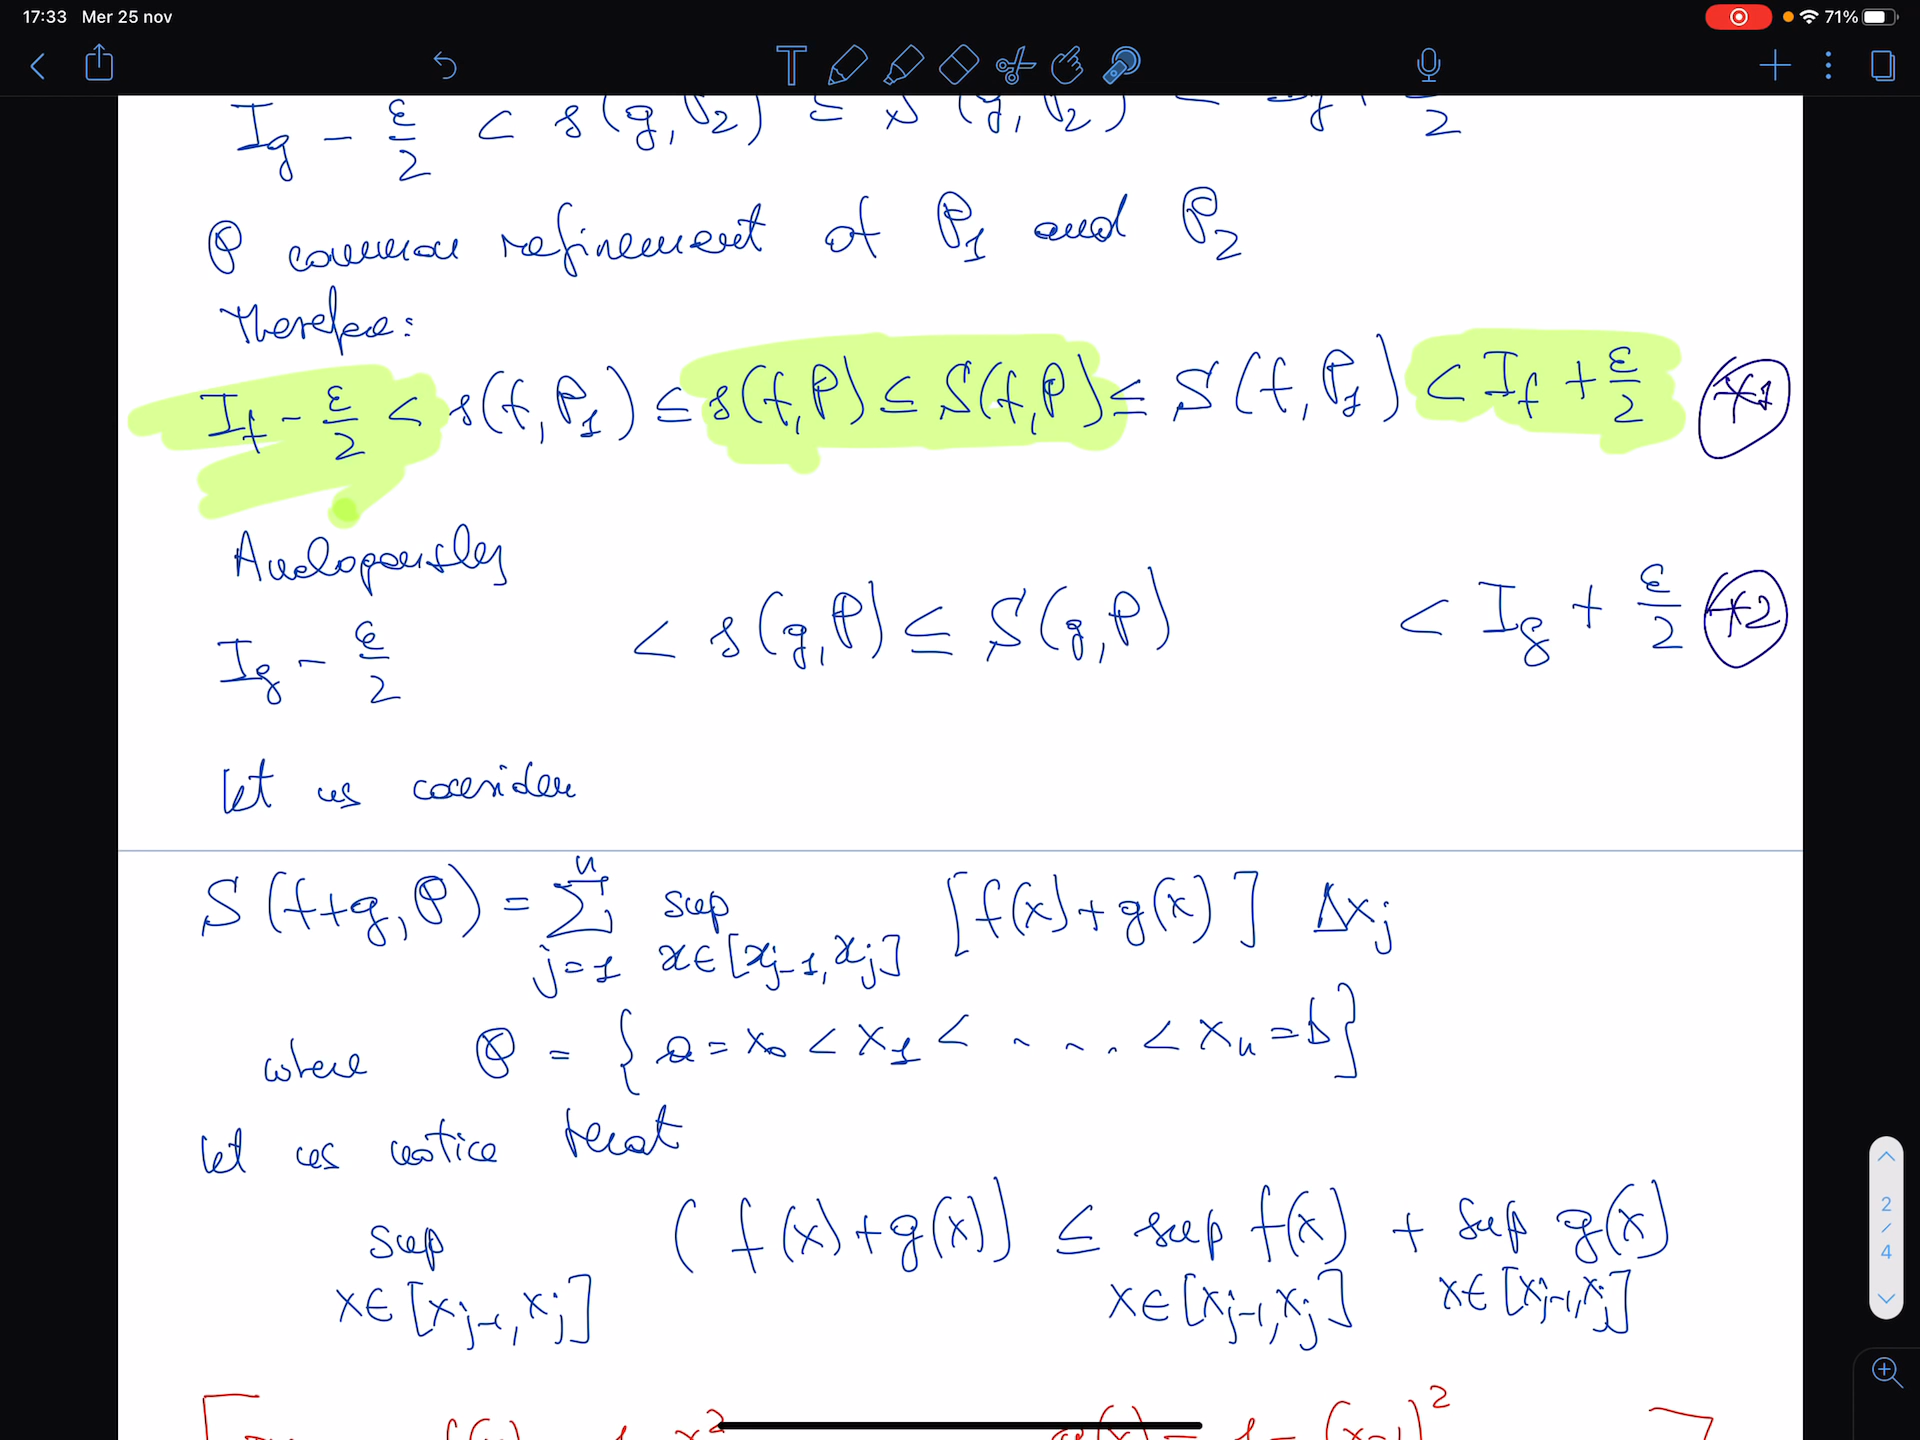 17:33 Mer 25 nov 71%
I_g - ε/2 < s(g, P_2) ≤ S(g, P_2) 2
P common refinement of P_1 and P_2
Therefore:
I_f - ε/2 < s(f, P_1) ≤ s(f, P) ≤ S(f, P) ≤ S(f, P_1) < I_f + ε/2 *1
Analogously
I_g - ε/2 < s(g, P) ≤ S(g, P) < I_g + ε/2 *2
Let us consider
S(f+g, P) = ∑_{j=1}^{n} sup_{x∈[x_{j-1}, x_j]} [f(x)+g(x)] Δx_j
where P = {a = x_0 < x_1 < .... < x_n = b}
Let us notice that
sup_{x∈[x_{j-1}, x_j]} (f(x)+g(x)) ≤ sup_{x∈[x_{j-1}, x_j]} f(x) + sup_{x∈[x_{j-1}, x_j]} g(x)
2/4